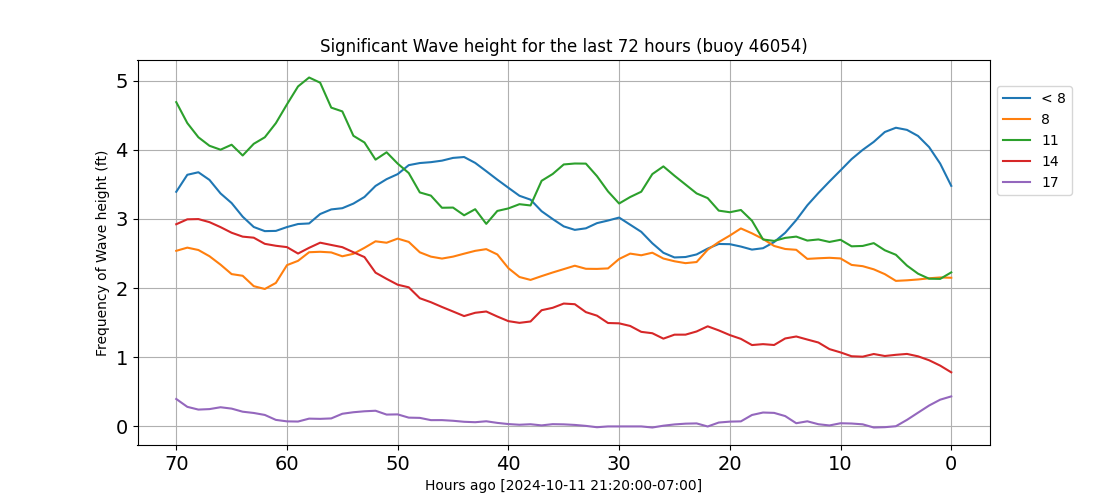 Significant Wave height for the last 72 hours (buoy 46054)
Frequency of Wave height (ft)
5
4
3
2
1
0
70 60 50 40 30 20 10 0
Hours ago [2024-10-11 21:20:00-07:00]
< 8
8
11
14
17